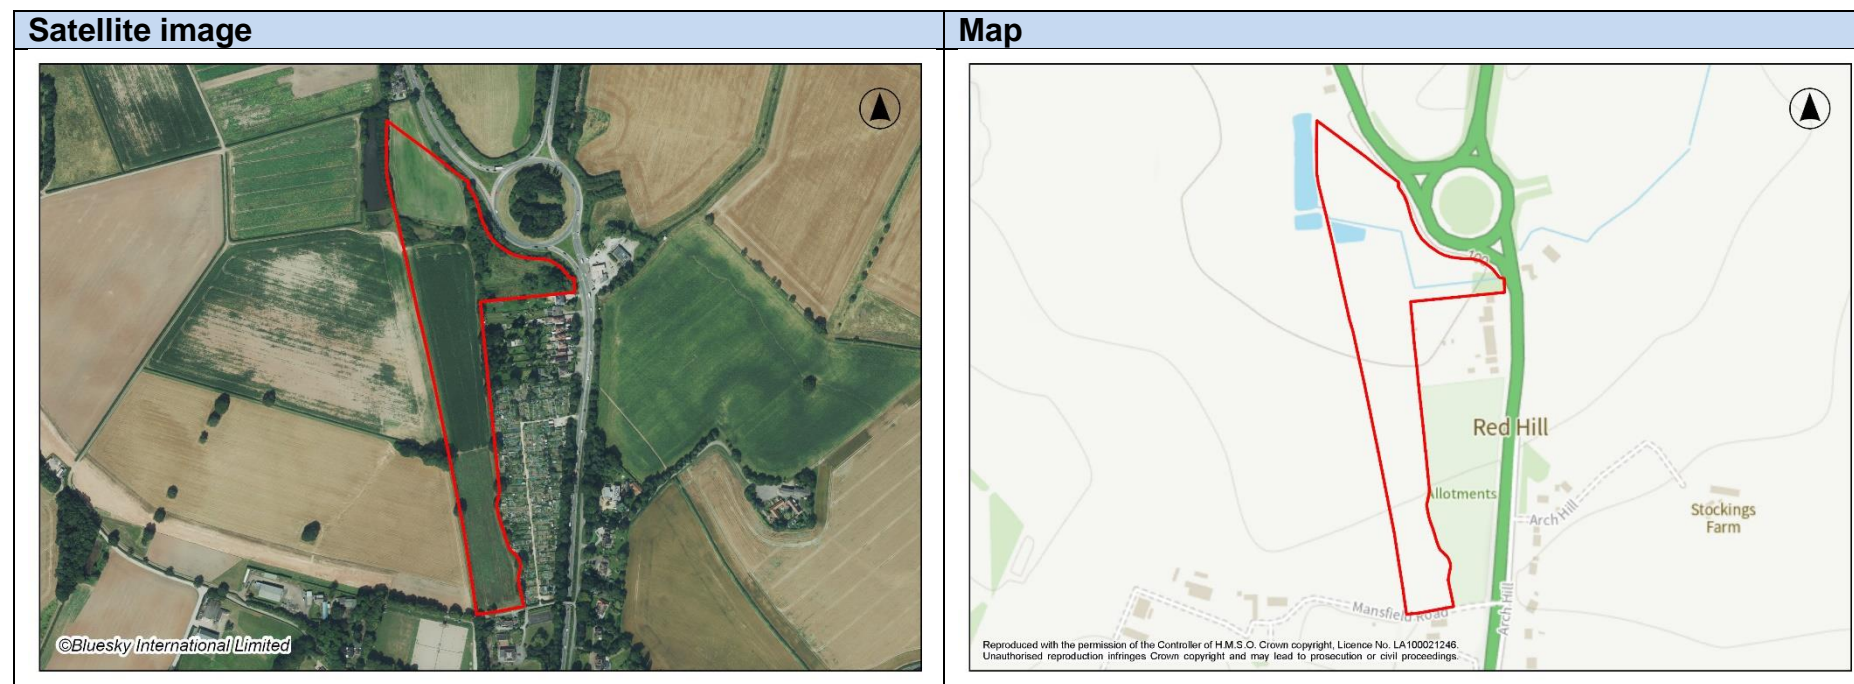 Satellite image
Map
©Bluesky International Limited
100
Red Hill
Allotments
Arch Hill
Stockings
Farm
Mansfield Road
Arch Hill
Reproduced with the permission of the Controller of H.M.S.O. Crown copyright, Licence No. LA100021246.
Unauthorised reproduction infringes Crown copyright and may lead to prosecution or civil proceedings.